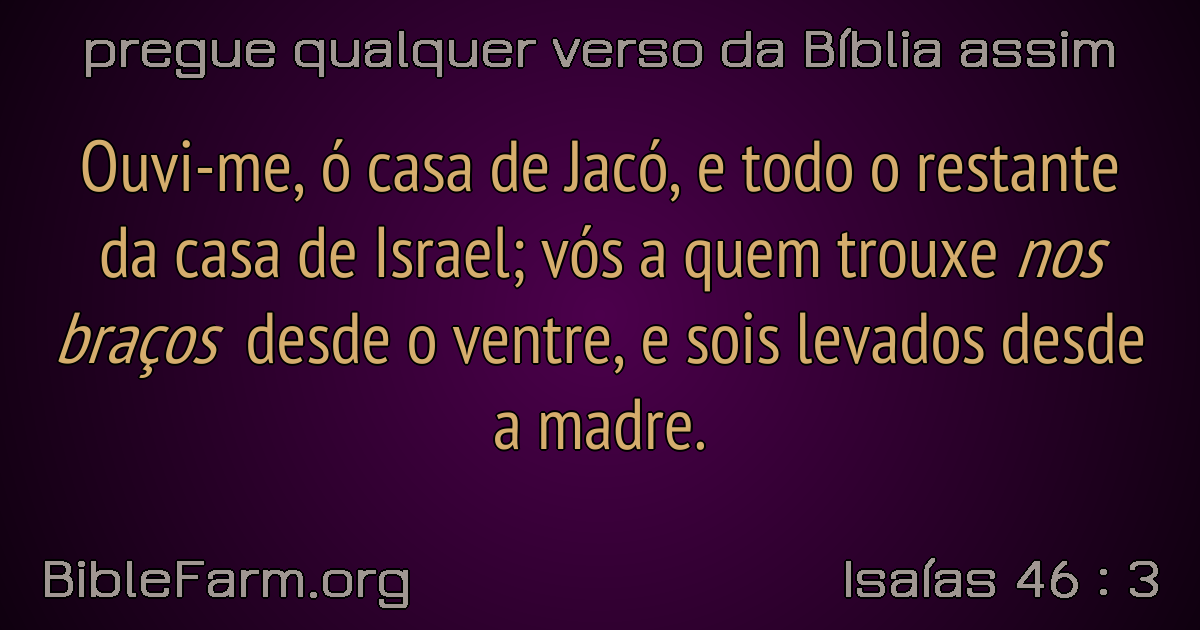 pregue qualquer verso da Bíblia assim
Ouvi-me, ó casa de Jacó, e todo o restante
da casa de Israel; vós a quem trouxe nos
braços desde o ventre, e sois levados desde
a madre.
BibleFarm.org
Isaías 46 : 3